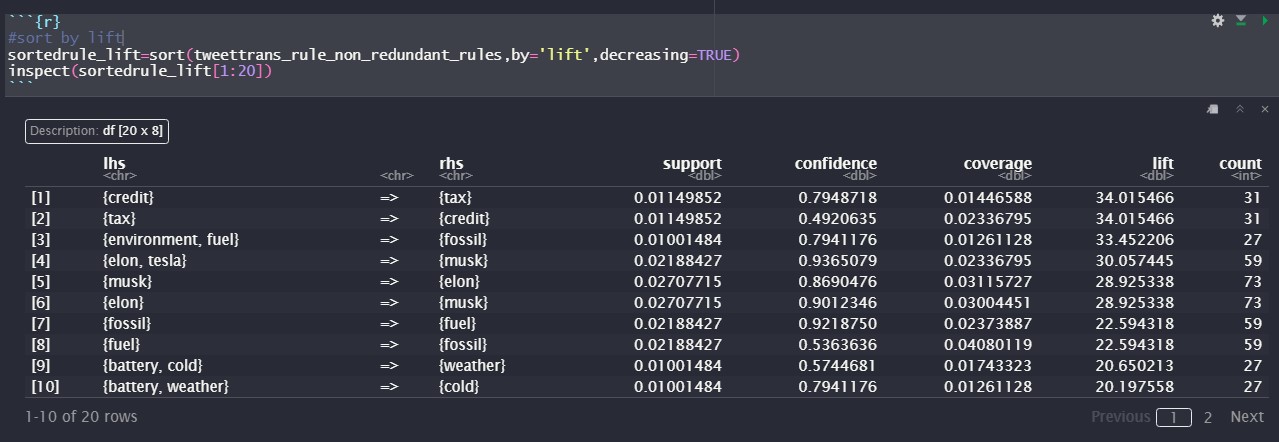 ```{r}
#sort by lift
sortedrule_lift=sort(tweettrans_rule_non_redundant_rules,by='lift',decreasing=TRUE)
inspect(sortedrule_lift[1:20])
```
Description: df [20 x 8]
lhs rhs support confidence coverage lift count
<chr> <chr> <chr> <dbl> <dbl> <dbl> <dbl> <int>
[1] {credit} => {tax} 0.01149852 0.7948718 0.01446588 34.015466 31
[2] {tax} => {credit} 0.01149852 0.4920635 0.02336795 34.015466 31
[3] {environment, fuel} => {fossil} 0.01001484 0.7941176 0.01261128 33.452206 27
[4] {elon, tesla} => {musk} 0.02188427 0.9365079 0.02336795 30.057445 59
[5] {musk} => {elon} 0.02707715 0.8690476 0.03115727 28.925338 73
[6] {elon} => {musk} 0.02707715 0.9012346 0.03004451 28.925338 73
[7] {fossil} => {fuel} 0.02188427 0.9218750 0.02373887 22.594318 59
[8] {fuel} => {fossil} 0.02188427 0.5363636 0.04080119 22.594318 59
[9] {battery, cold} => {weather} 0.01001484 0.5744681 0.01743323 20.650213 27
[10] {battery, weather} => {cold} 0.01001484 0.7941176 0.01261128 20.197558 27
1-10 of 20 rows Previous 1 2 Next